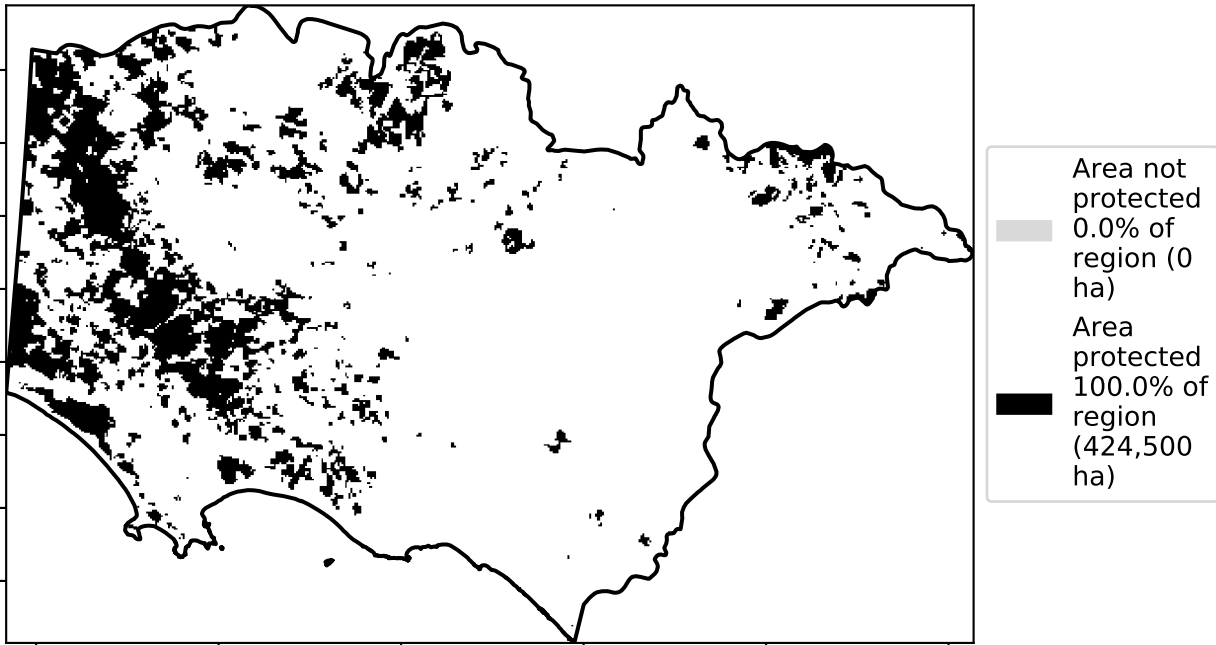 Area not
protected
0.0% of
region (0
ha)
Area
protected
100.0% of
region
(424,500
ha)